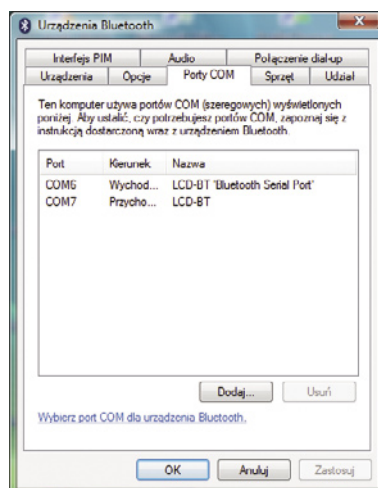 Urządzenia Bluetooth
Interfejs PIM Audio Połączenie dial-up
Urządzenia Opcje Porty COM Sprzęt Udział
Ten komputer używa portów COM (szeregowych) wyświetlonych
poniżej. Aby ustalić, czy potrzebujesz portów COM, zapoznaj się z
instrukcją dostarczoną wraz z urządzeniem Bluetooth.
Port Kierunek Nazwa
COM6 Wychod... LCD-BT 'Bluetooth Serial Port'
COM7 Przycho... LCD-BT
Dodaj... Usuń
Wybierz port COM dla urządzenia Bluetooth.
OK Anuluj Zastosuj